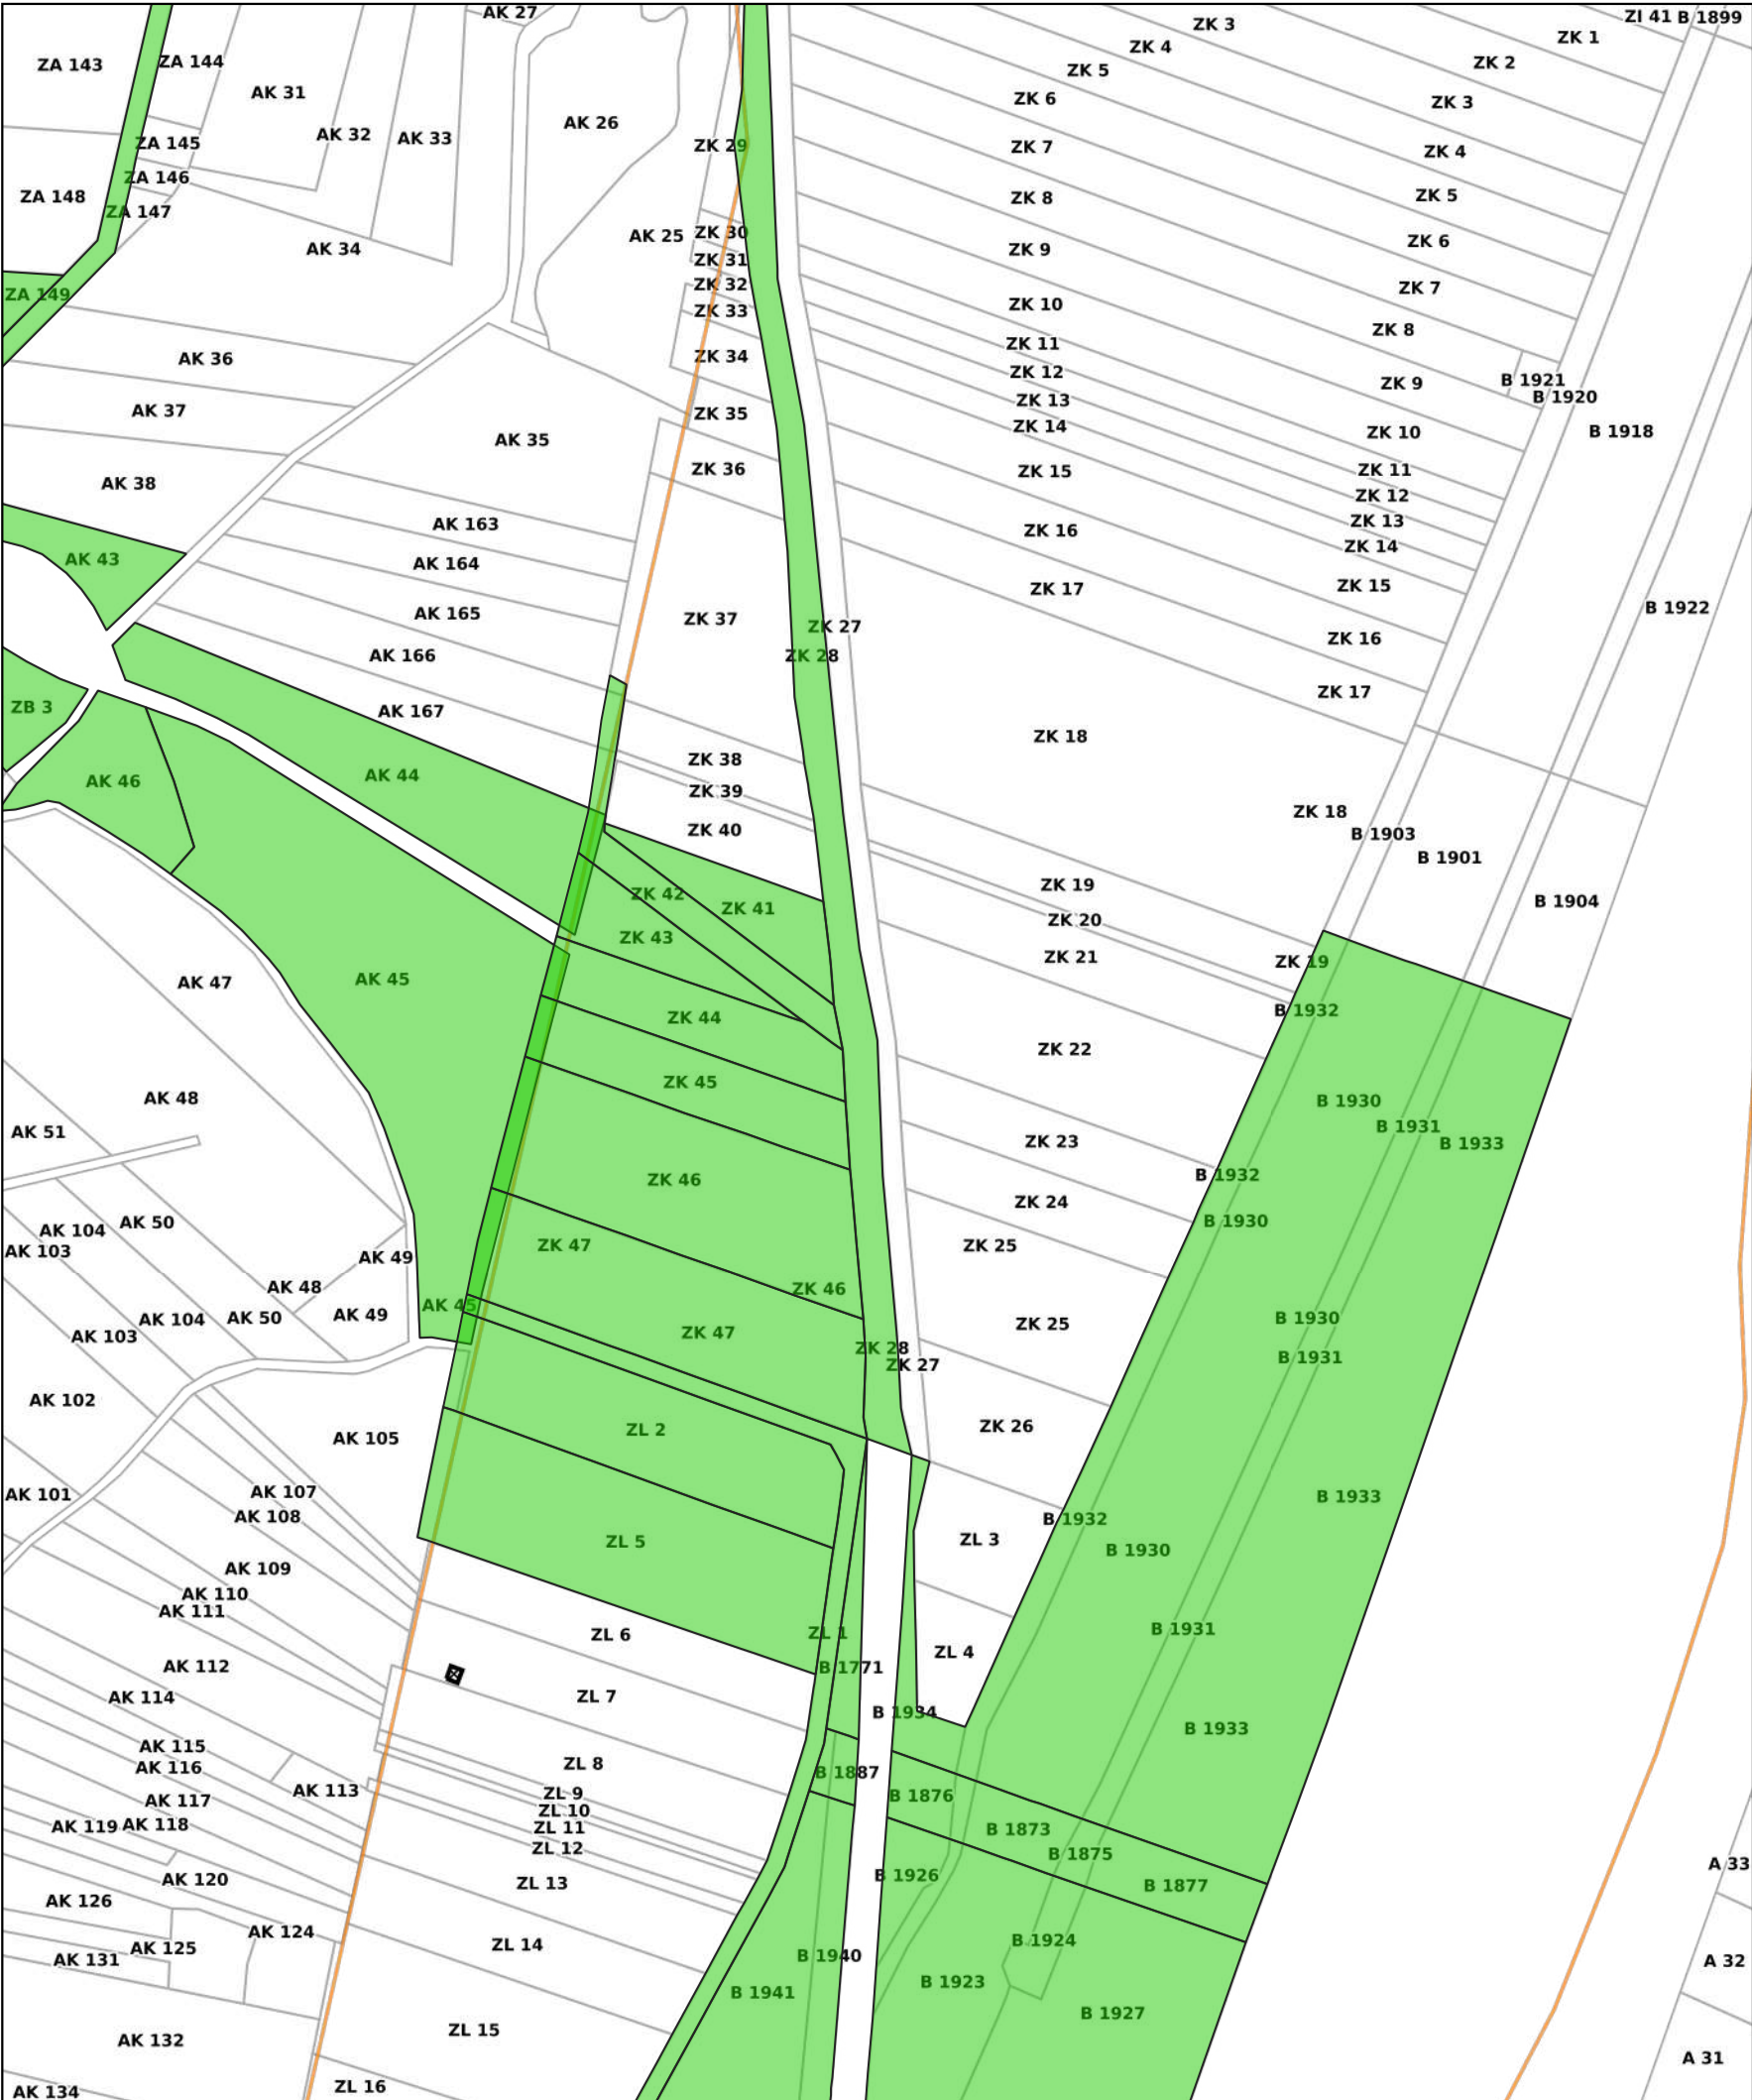 AK 27
ZI 41
B 1899
ZK 3
ZK 1
ZK 4
ZA 143
ZA 144
ZK 2
ZK 5
AK 31
ZK 6
ZK 3
AK 26
AK 32
AK 33
ZA 145
ZK 29
ZK 7
ZK 4
ZA 146
ZA 148
ZK 8
ZK 5
ZA 147
ZK 30
AK 25
ZK 6
AK 34
ZK 9
ZK 31
ZK 32
ZK 7
ZA 149
ZK 10
ZK 33
ZK 8
ZK 11
AK 36
ZK 34
ZK 12
B 1921
ZK 9
B 1920
ZK 13
AK 37
ZK 35
ZK 14
ZK 10
B 1918
AK 35
ZK 36
ZK 15
ZK 11
AK 38
ZK 12
AK 163
ZK 13
ZK 16
ZK 14
AK 43
AK 164
ZK 15
ZK 17
B 1922
AK 165
ZK 37
ZK 27
ZK 16
AK 166
ZK 28
ZK 17
ZB 3
AK 167
ZK 18
ZK 38
AK 44
AK 46
ZK 39
ZK 18
ZK 40
B 1903
B 1901
ZK 19
ZK 42
B 1904
ZK 41
ZK 20
ZK 43
ZK 21
ZK 19
AK 45
AK 47
B 1932
ZK 44
ZK 22
ZK 45
AK 48
B 1930
B 1931
AK 51
ZK 23
B 1933
B 1932
ZK 46
ZK 24
AK 50
B 1930
AK 104
ZK 47
ZK 25
AK 103
AK 49
AK 48
ZK 46
AK 45
AK 49
AK 50
B 1930
AK 104
ZK 25
ZK 47
AK 103
ZK 28
B 1931
ZK 27
AK 102
ZK 26
ZL 2
AK 105
AK 107
AK 101
B 1933
AK 108
B 1932
ZL 3
ZL 5
B 1930
AK 109
AK 110
AK 111
B 1931
ZL 1
ZL 6
ZL 4
AK 112
B 1771
ZL 7
AK 114
B 1934
B 1933
AK 115
ZL 8
AK 116
B 1887
AK 113
ZL 9
B 1876
AK 117
ZL 10
AK 119
AK 118
ZL 11
B 1873
ZL 12
B 1875
A 33
B 1926
AK 120
ZL 13
B 1877
AK 126
AK 124
B 1924
ZL 14
AK 125
B 1940
AK 131
A 32
B 1923
B 1941
B 1927
ZL 15
AK 132
A 31
ZL 16
AK 134